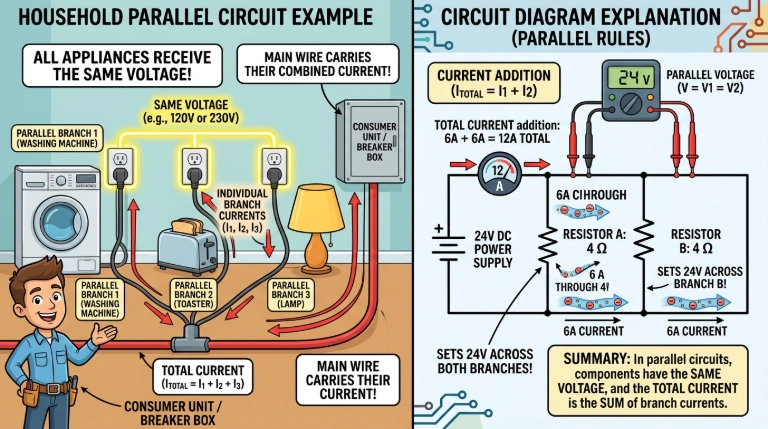 HOUSEHOLD PARALLEL CIRCUIT EXAMPLE
ALL APPLIANCES RECEIVE
THE SAME VOLTAGE!
MAIN WIRE CARRIES
THEIR COMBINED CURRENT!
SAME VOLTAGE
(e.g., 120V or 230V)
PARALLEL BRANCH 1
(WASHING MACHINE)
CONSUMER
UNIT /
BREAKER
BOX
INDIVIDUAL
BRANCH
CURRENTS
(I₁, I₂, I₃)
PARALLEL
BRANCH 1
(WASHING
MACHINE)
PARALLEL
BRANCH 2
(TOASTER)
PARALLEL
BRANCH 3
(LAMP)
TOTAL CURRENT
(ITOTAL = I₁ + I₂ + I₃)
MAIN WIRE
CARRIES THEIR
CURRENT!
CONSUMER UNIT /
BREAKER BOX
CIRCUIT DIAGRAM EXPLANATION
(PARALLEL RULES)
CURRENT ADDITION
(ITOTAL = I₁ + I₂)
24 v
PARALLEL VOLTAGE
(V = V1 = V2)
TOTAL CURRENT addition:
6A + 6A = 12A TOTAL
12
A
6A CIHROUGH
+
24V DC
POWER
SUPPLY
RESISTOR A:
4 Ω
RESISTOR
B: 4 Ω
6 A
THROUGH 4!
SETS 24V ACROSS
BRANCH B!
6A CURRENT
6A CURRENT
SETS 24V ACROSS
BOTH BRANCHES!
SUMMARY: In parallel circuits,
components have the SAME
VOLTAGE, and the TOTAL CURRENT
is the SUM of branch currents.